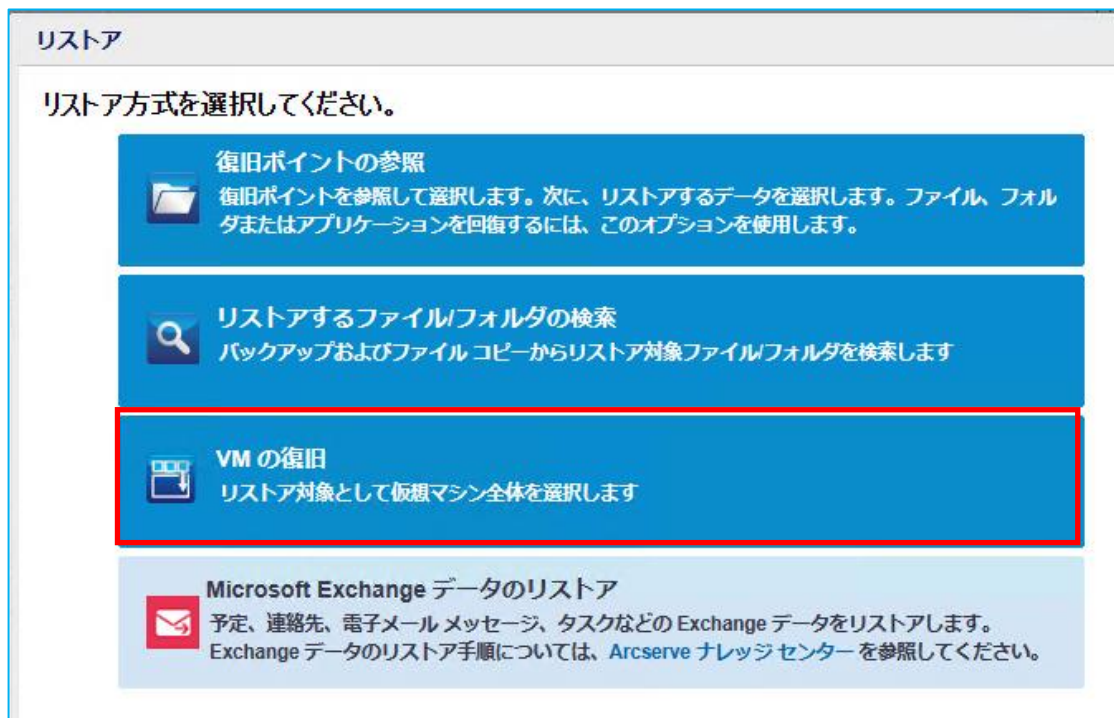 リストア
リストア方式を選択してください。
復旧ポイントの参照
復旧ポイントを参照して選択します。次に、リストアするデータを選択します。ファイル、フォル
ダまたはアプリケーションを回復するには、このオプションを使用します。
リストアするファイル/フォルダの検索
バックアップおよびファイル コピーからリストア対象ファイル/フォルダを検索します
VM の復旧
リストア対象として仮想マシン全体を選択します
Microsoft Exchange データのリストア
予定、連絡先、電子メール メッセージ、タスクなどの Exchange データをリストアします。
Exchange データのリストア手順については、Arcserve ナレッジ センター を参照してください。